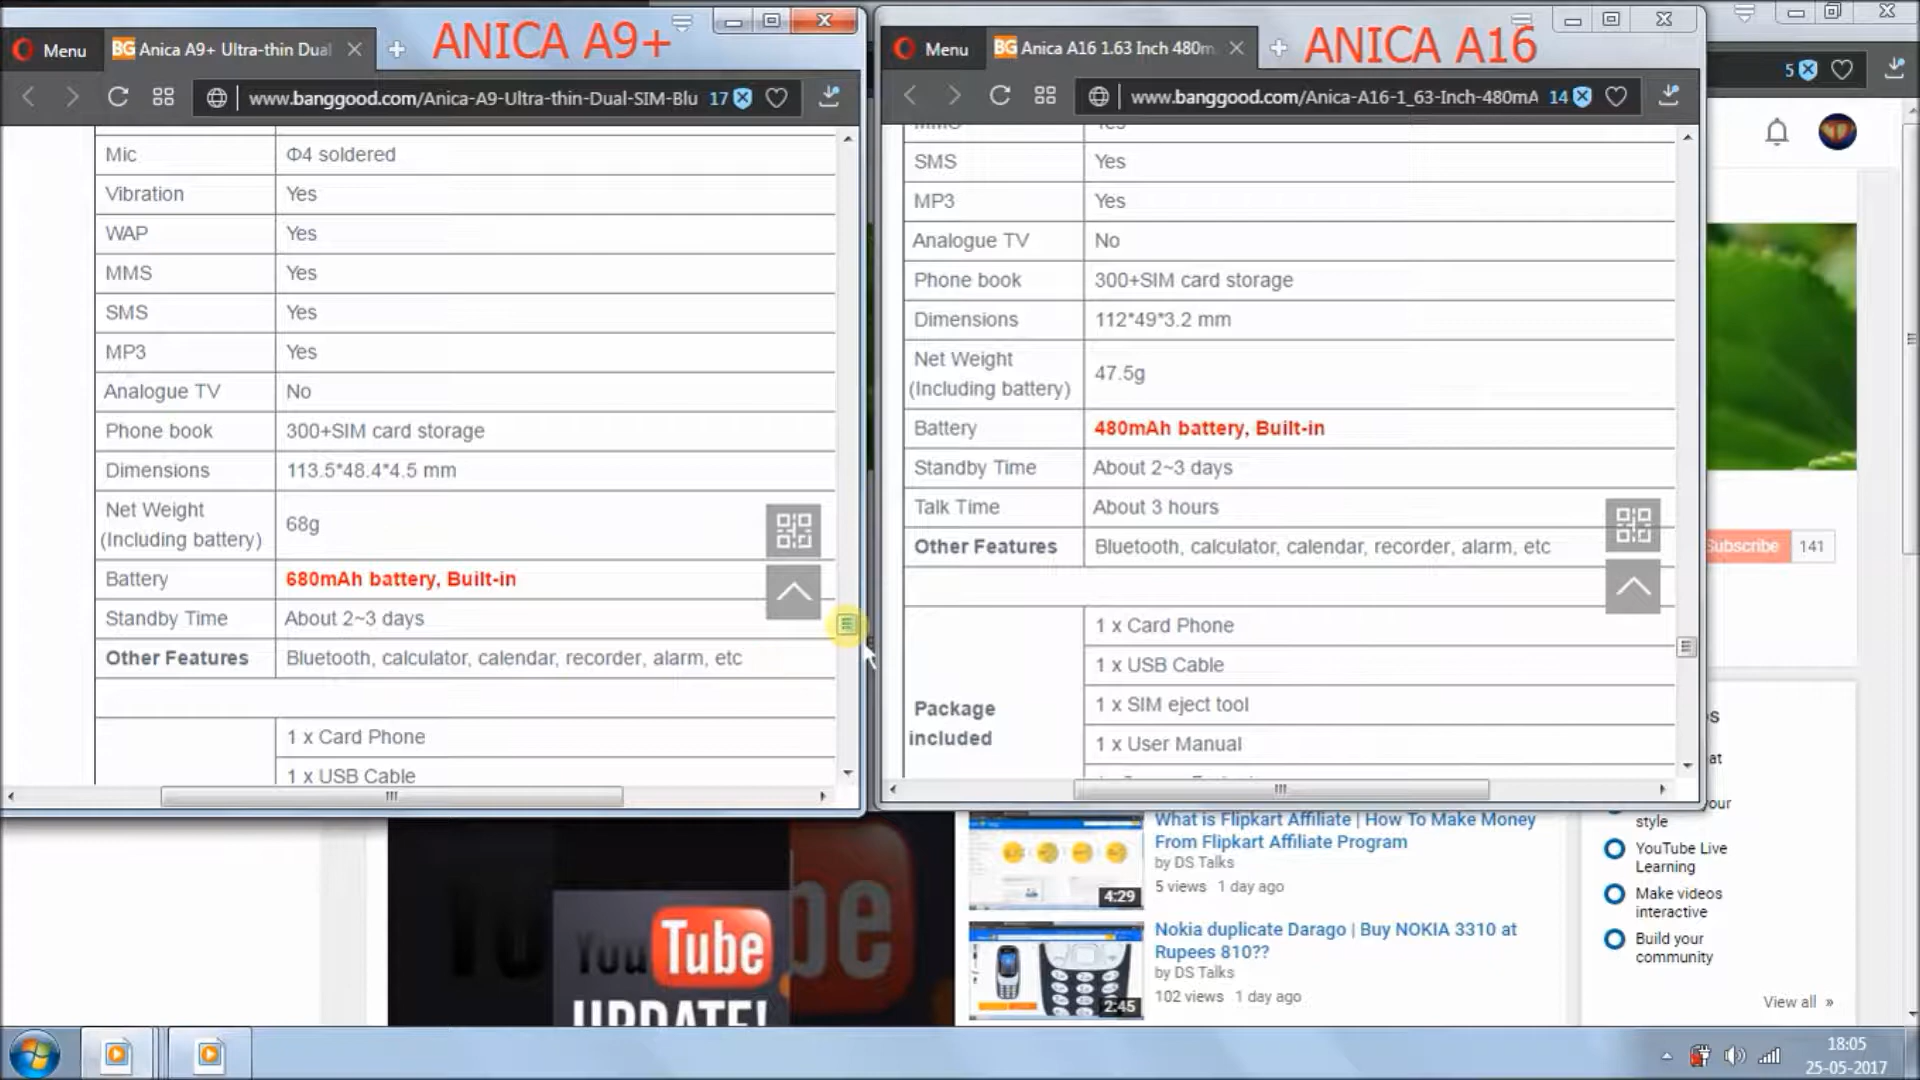 ANICA A9+
Menu
BG Anica A9+ Ultra-thin Dual
www.banggood.com/Anica-A9-Ultra-thin-Dual-SIM-Blu 17
Mic Φ4 soldered
Vibration Yes
WAP Yes
MMS Yes
SMS Yes
MP3 Yes
Analogue TV No
Phone book 300+SIM card storage
Dimensions 113.5*48.4*4.5 mm
Net Weight
(Including battery) 68g
Battery 680mAh battery, Built-in
Standby Time About 2~3 days
Other Features Bluetooth, calculator, calendar, recorder, alarm, etc
1 x Card Phone
1 x USB Cable
ANICA A16
Menu
BG Anica A16 1.63 Inch 480m
www.banggood.com/Anica-A16-1_63-Inch-480mA 14
MMS Yes
SMS Yes
MP3 Yes
Analogue TV No
Phone book 300+SIM card storage
Dimensions 112*49*3.2 mm
Net Weight
(Including battery) 47.5g
Battery 480mAh battery, Built-in
Standby Time About 2~3 days
Talk Time About 3 hours
Other Features Bluetooth, calculator, calendar, recorder, alarm, etc
Package
included
1 x Card Phone
1 x USB Cable
1 x SIM eject tool
1 x User Manual
5
Subscribe 141
at
your
style
YouTube Live
Learning
Make videos
interactive
Build your
community
View all »
You Tube
UPDATE!
What is Flipkart Affiliate | How To Make Money
From Flipkart Affiliate Program
by DS Talks
5 views 1 day ago
4:29
Nokia duplicate Darago | Buy NOKIA 3310 at
Rupees 810??
by DS Talks
102 views 1 day ago
2:45
18:05
25-05-2017